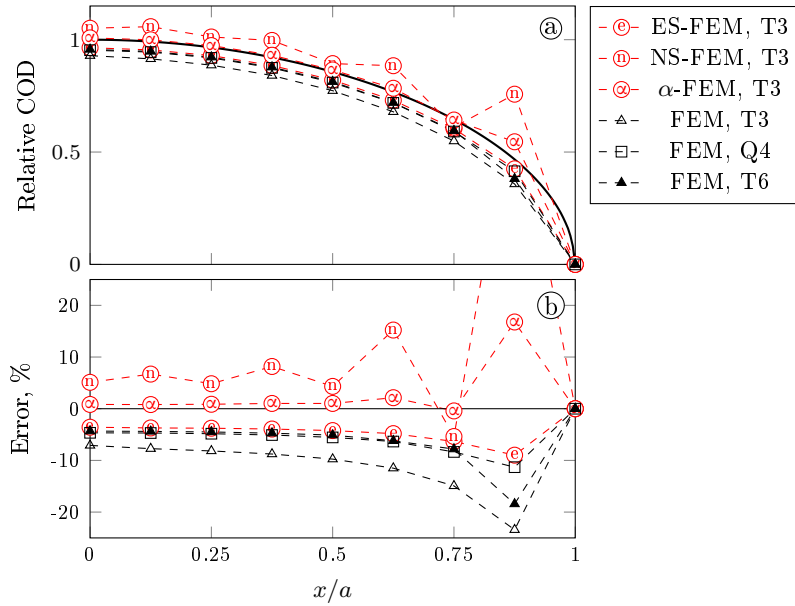 a
Relative COD
1
0.5
0
ES-FEM, T3
NS-FEM, T3
α-FEM, T3
FEM, T3
FEM, Q4
FEM, T6
b
Error, %
20
10
0
-10
-20
0
0.25
0.5
0.75
1
x/a